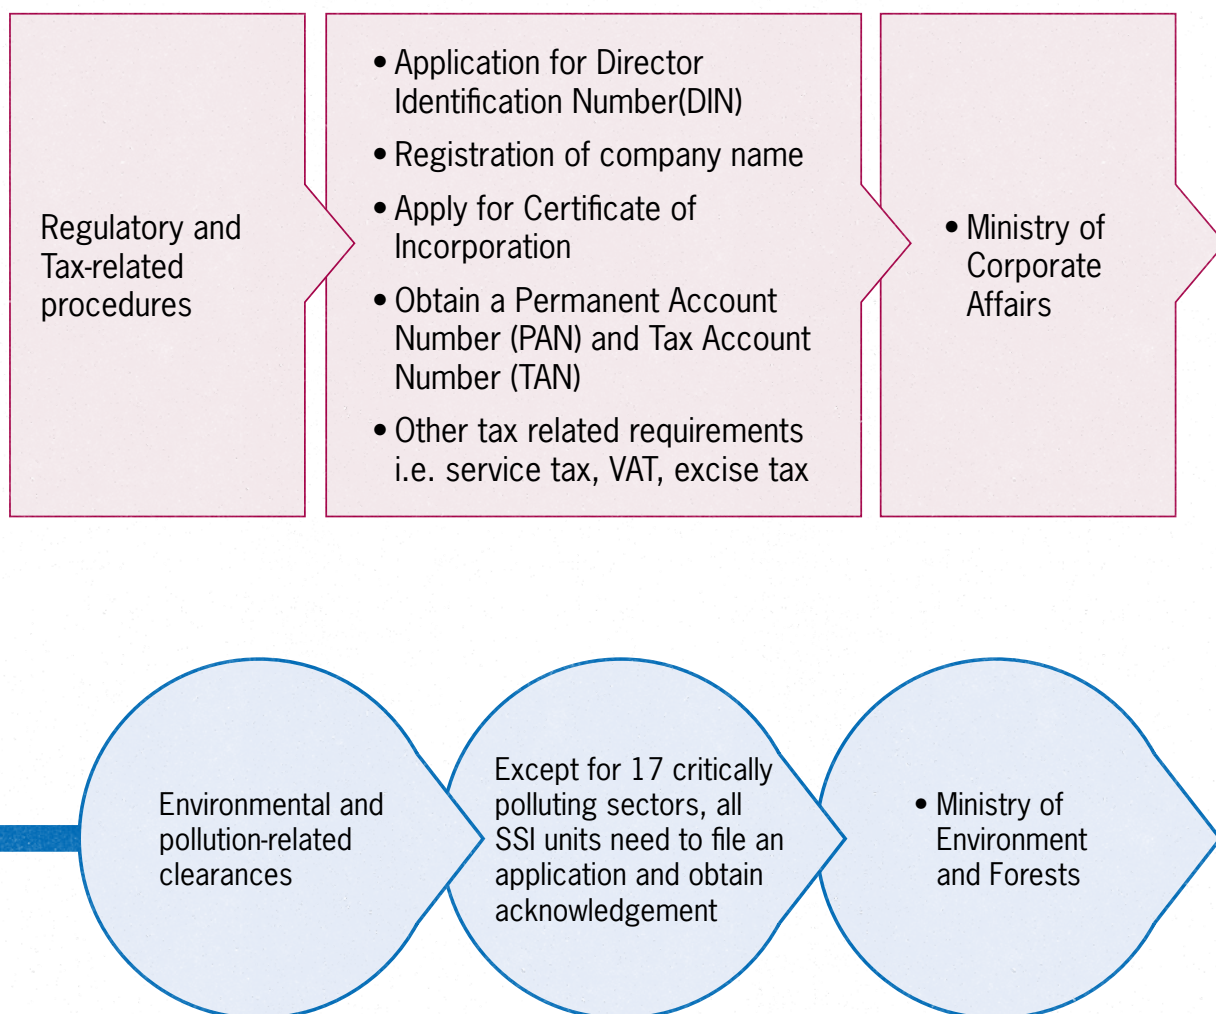 Regulatory and
Tax-related
procedures
• Application for Director
Identification Number(DIN)
• Registration of company name
• Apply for Certificate of
Incorporation
• Obtain a Permanent Account
Number (PAN) and Tax Account
Number (TAN)
• Other tax related requirements
i.e. service tax, VAT, excise tax
• Ministry of
Corporate
Affairs
Environmental and
pollution-related
clearances
Except for 17 critically
polluting sectors, all
SSI units need to file an
application and obtain
acknowledgement
• Ministry of
Environment
and Forests